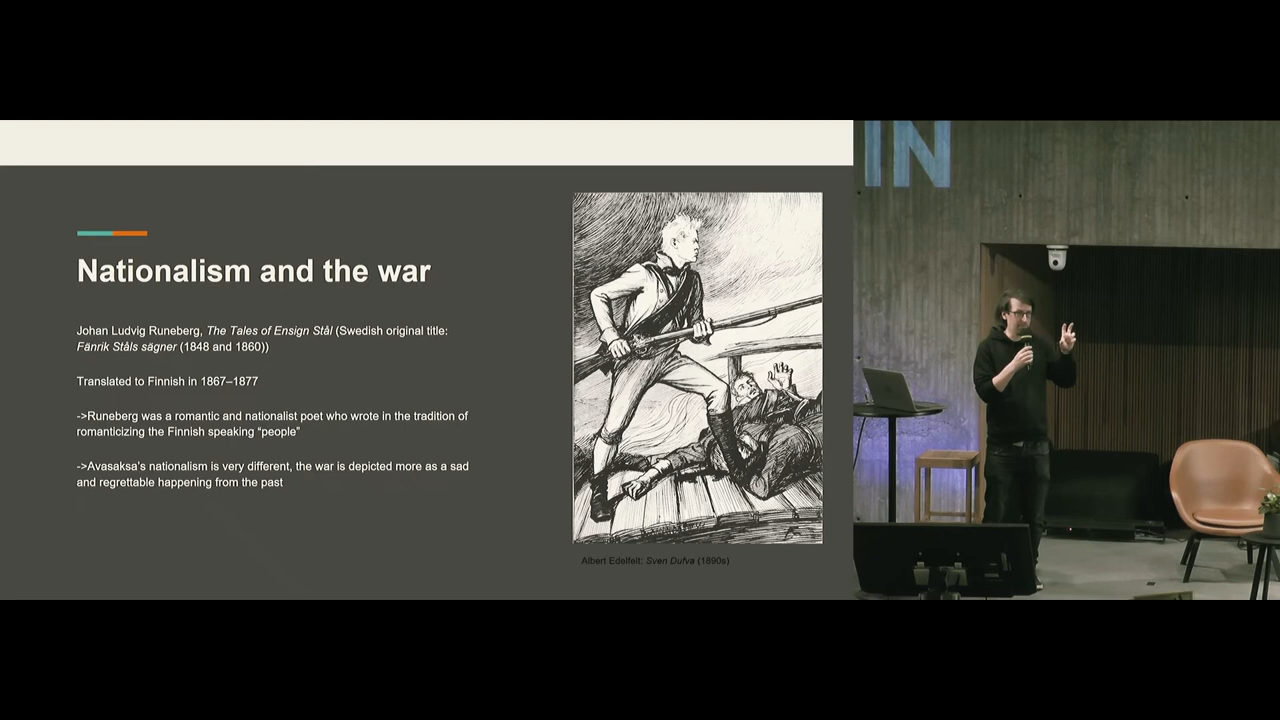 Nationalism and the war
Johan Ludvig Runeberg, The Tales of Ensign Stål (Swedish original title:
Fänrik Ståls sägner (1848 and 1860))
Translated to Finnish in 1867–1877
->Runeberg was a romantic and nationalist poet who wrote in the tradition of
romanticizing the Finnish speaking “people”
->Avasaksa’s nationalism is very different, the war is depicted more as a sad
and regrettable happening from the past
Albert Edelfelt: Sven Dufva (1890s)
IN